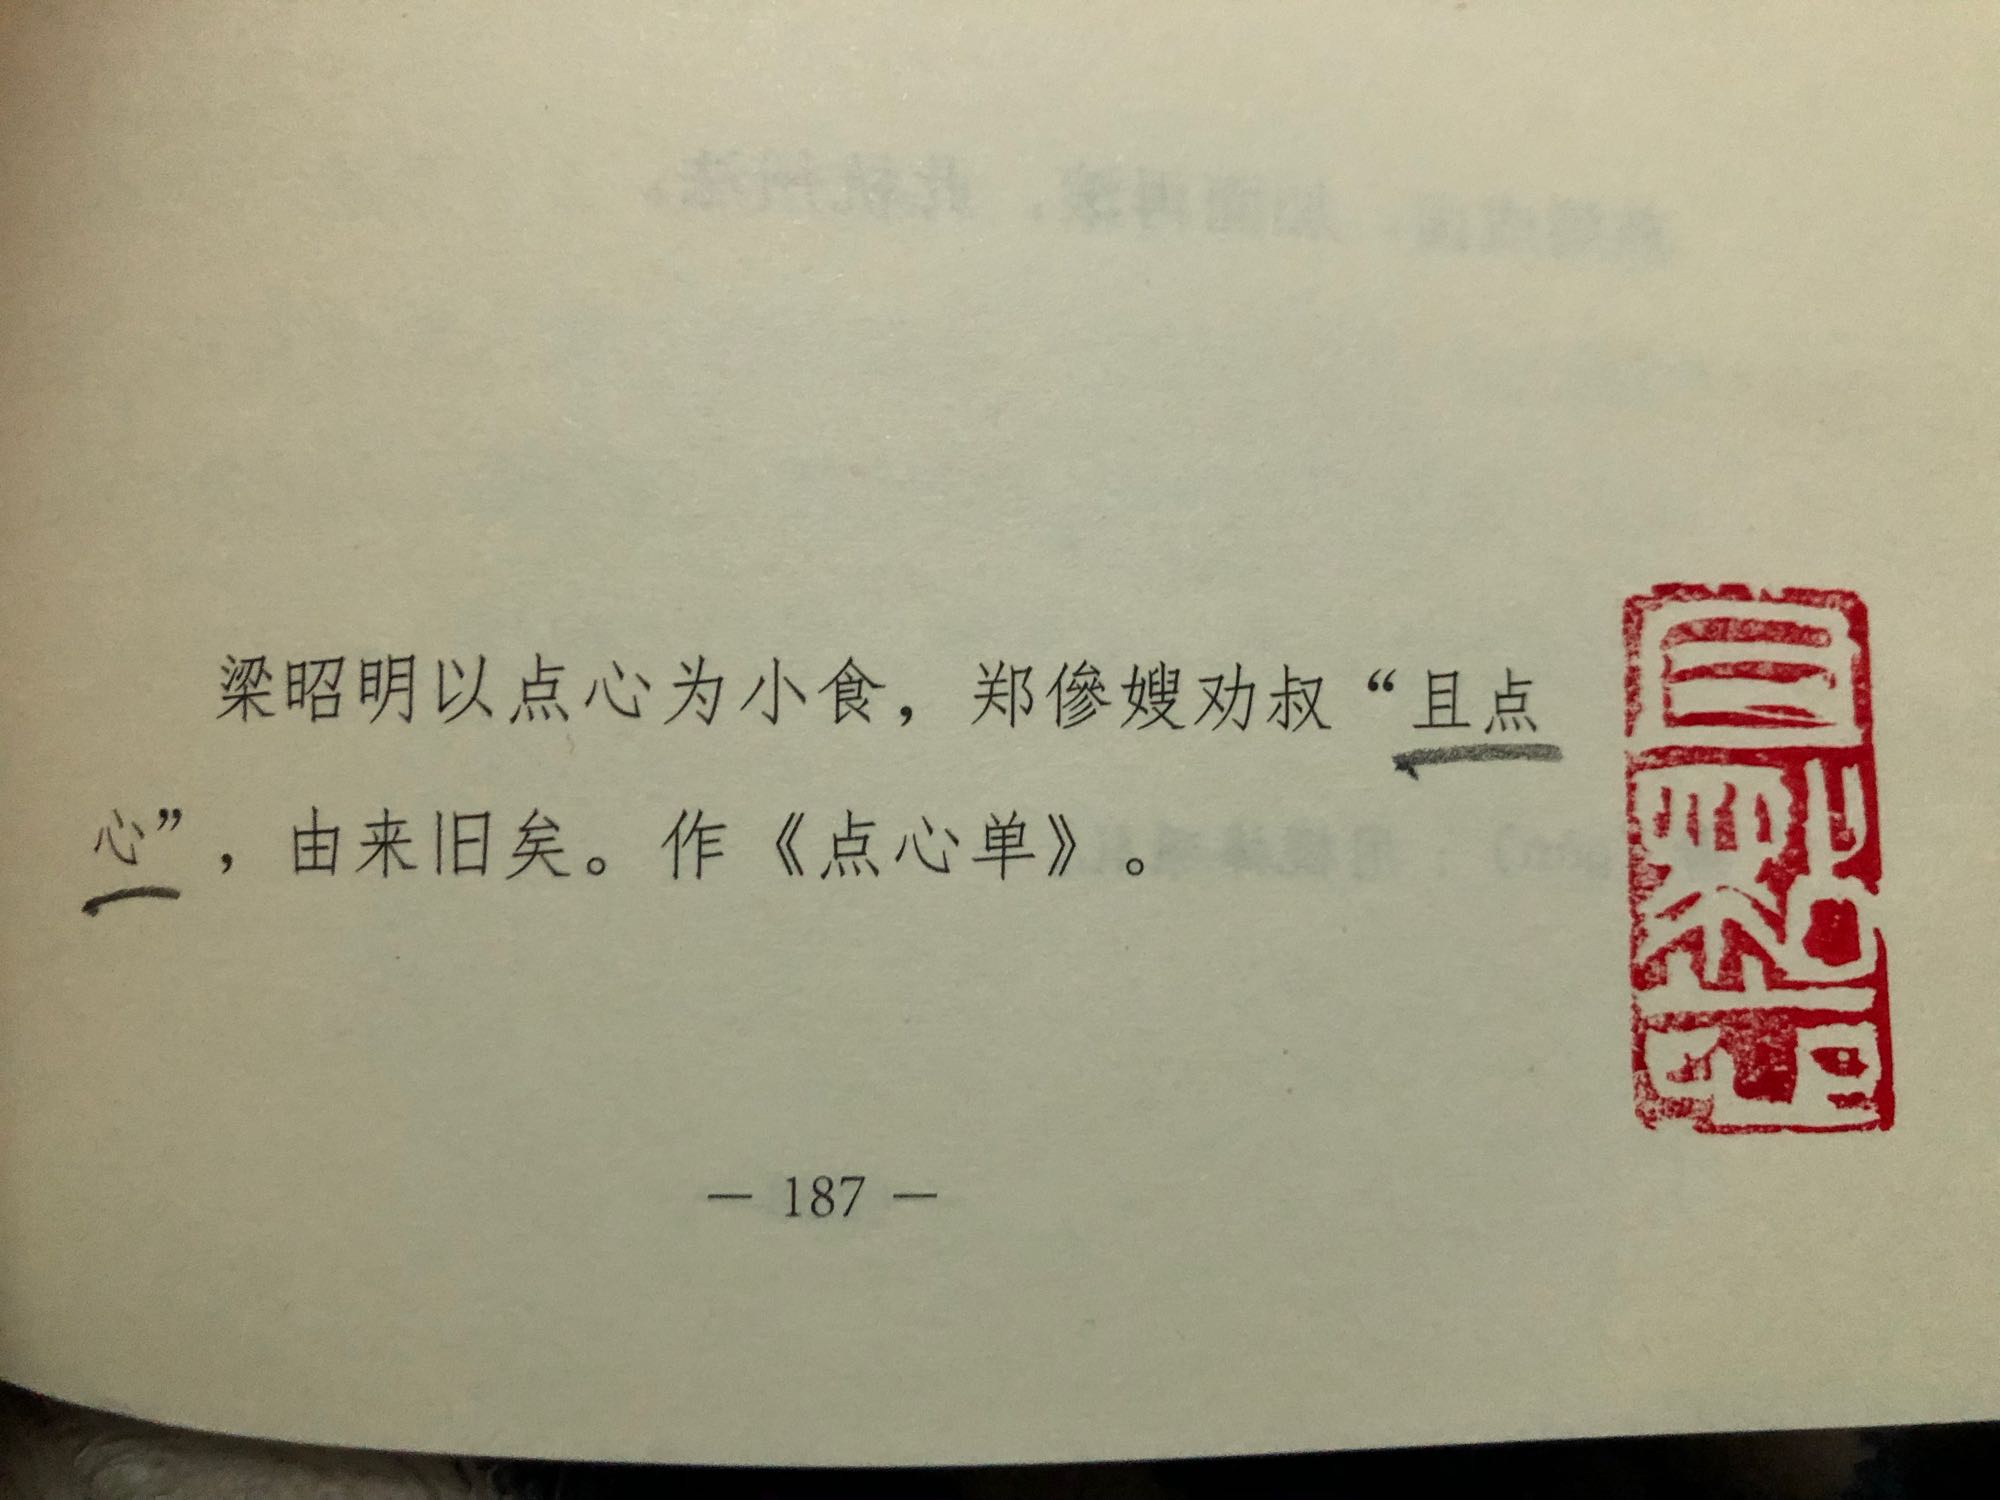 梁昭明以点心为小食，郑傪嫂劝叔“且点
心”，由来旧矣。作《点心单》。
— 187 —